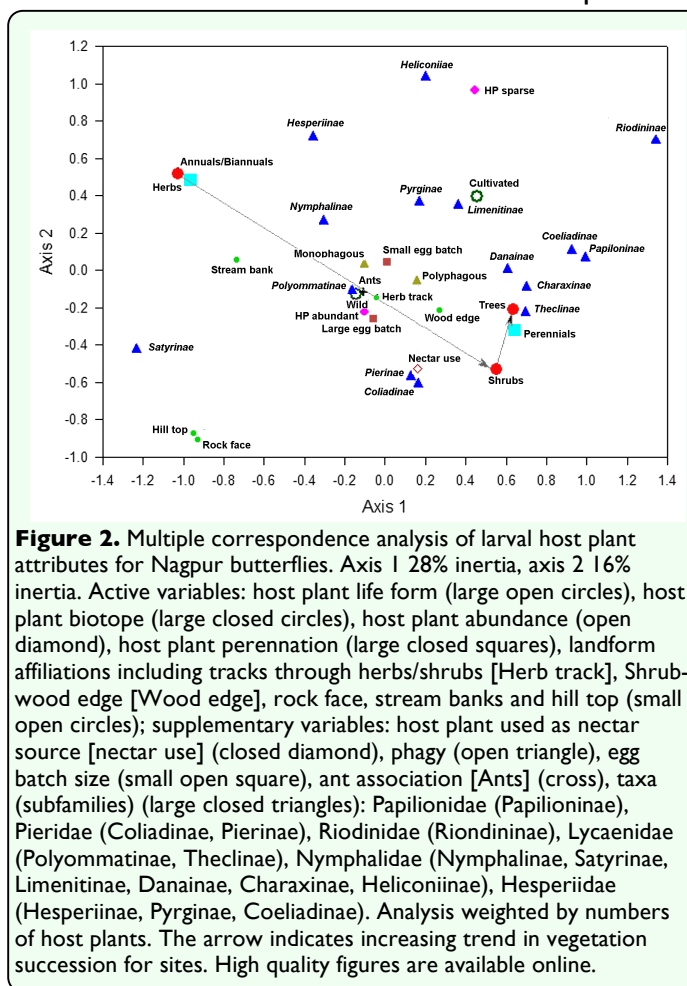 1.2
1.0
0.8
0.6
0.4
0.2
0.0
-0.2
-0.4
-0.6
-0.8
-1.0
Axis 2
Heliconiiae
HP sparse
Hesperiinae
Riodininae
Annuals/Biannuals
Herbs
Pyrginae
Cultivated
Limenitinae
Nymphalinae
Coeliadinae
Papiloninae
Danainae
Monophagous
Small egg batch
Stream bank
Ants
Polyphagous
Polyommatinae
Charaxinae
Wild
Herb track
Trees
Theclinae
HP abundant
Wood edge
Large egg batch
Perennials
Satyrinae
Nectar use
Pierinae
Shrubs
Coliadinae
Hill top
Rock face
-1.4 -1.2 -1.0 -0.8 -0.6 -0.4 -0.2 0.0 0.2 0.4 0.6 0.8 1.0 1.2 1.4
Axis 1
Figure 2. Multiple correspondence analysis of larval host plant
attributes for Nagpur butterflies. Axis 1 28% inertia, axis 2 16%
inertia. Active variables: host plant life form (large open circles), host
plant biotope (large closed circles), host plant abundance (open
diamond), host plant perennation (large closed squares), landform
affiliations including tracks through herbs/shrubs [Herb track], Shrub-
wood edge [Wood edge], rock face, stream banks and hill top (small
open circles); supplementary variables: host plant used as nectar
source [nectar use] (closed diamond), phagy (open triangle), egg
batch size (small open square), ant association [Ants] (cross), taxa
(subfamilies) (large closed triangles): Papilionidae (Papilioninae),
Pieridae (Coliadinae, Pierinae), Riodinidae (Riondininae), Lycaenidae
(Polyommatinae, Theclinae), Nymphalidae (Nymphalinae, Satyrinae,
Limenitinae, Danainae, Charaxinae, Heliconiinae), Hesperiidae
(Hesperiinae, Pyrginae, Coeliadinae). Analysis weighted by numbers
of host plants. The arrow indicates increasing trend in vegetation
succession for sites. High quality figures are available online.